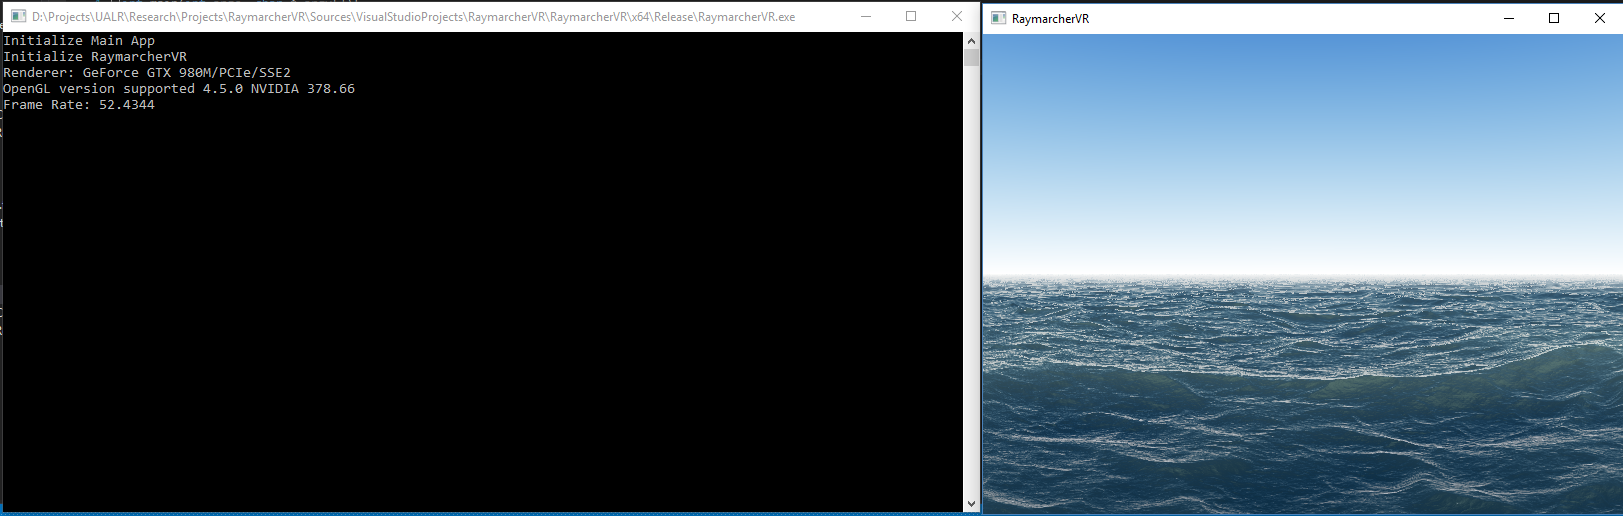 D:\Projects\UALR\Research\Projects\RaymarcherVR\Sources\VisualStudioProjects\RaymarcherVR\RaymarcherVR\x64\Release\RaymarcherVR.exe
Initialize Main App
Initialize RaymarcherVR
Renderer: GeForce GTX 980M/PCIe/SSE2
OpenGL version supported 4.5.0 NVIDIA 378.66
Frame Rate: 52.4344
RaymarcherVR